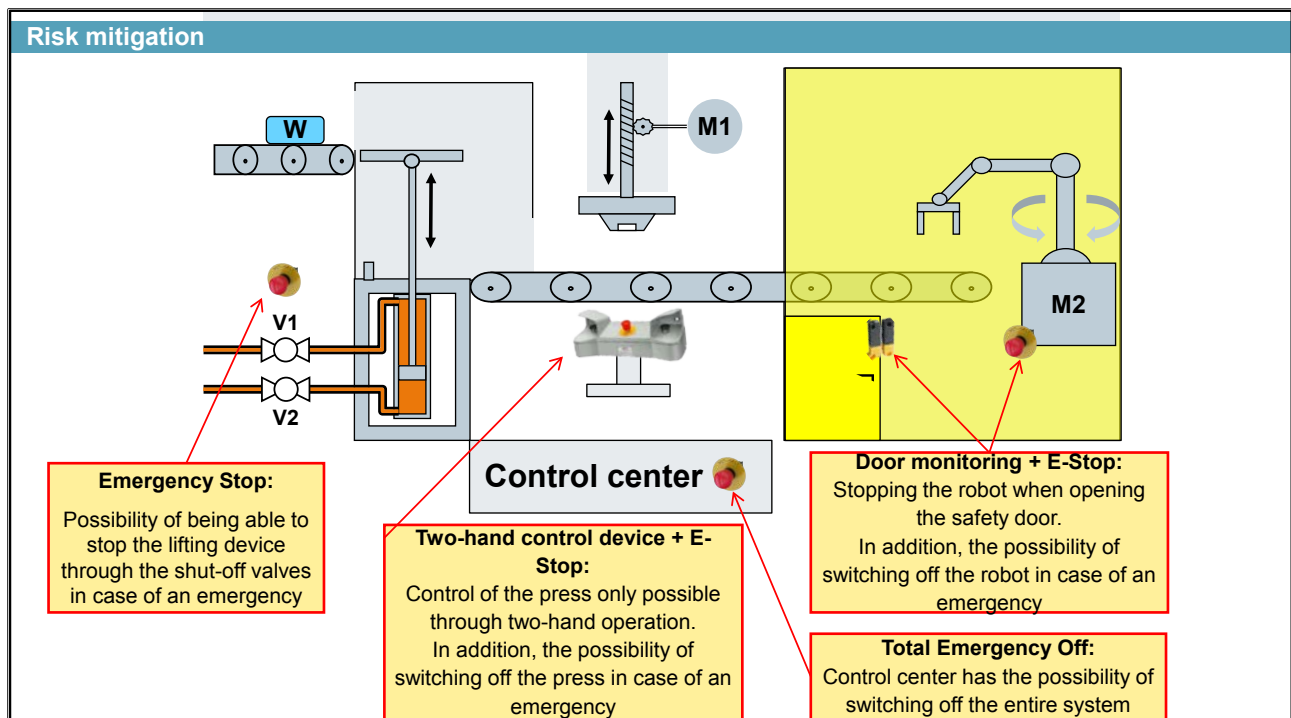 Risk mitigation
W
M1
M2
V1
V2
Control center
Emergency Stop:
Possibility of being able to
stop the lifting device
through the shut-off valves
in case of an emergency
Two-hand control device + E-
Stop:
Control of the press only possible
through two-hand operation.
In addition, the possibility of
switching off the press in case of an
emergency
Door monitoring + E-Stop:
Stopping the robot when opening
the safety door.
In addition, the possibility of
switching off the robot in case of an
emergency
Total Emergency Off:
Control center has the possibility of
switching off the entire system